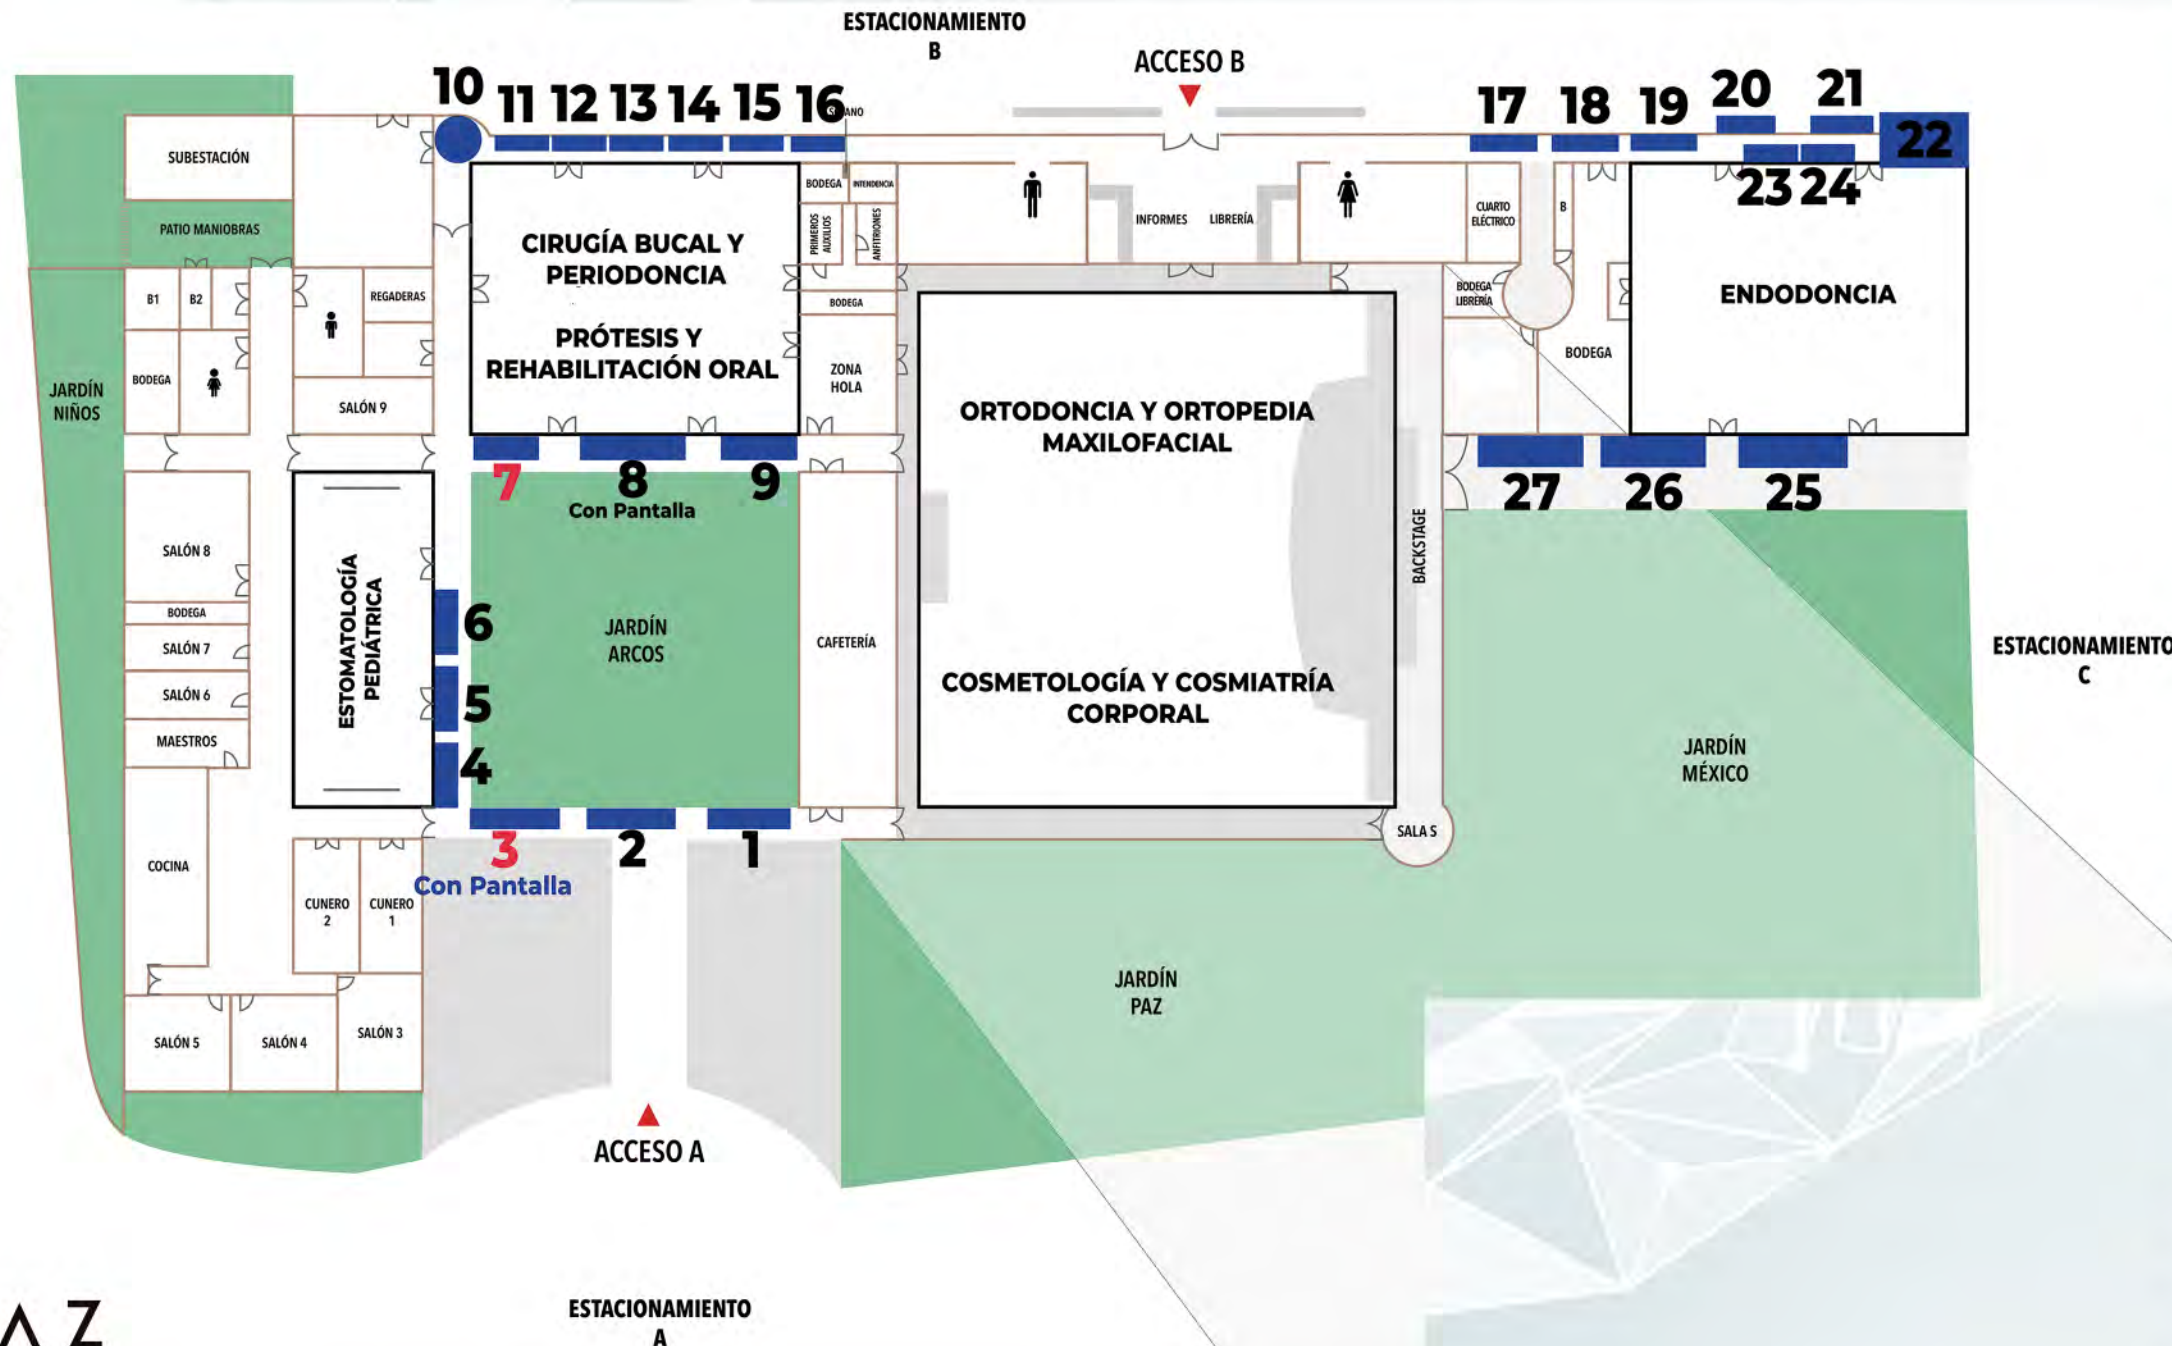 ESTACIONAMIENTO
B
ACCESO B
10
11
12
13
14
15
16
17
18
19
20
21
22
23
24
SUBESTACIÓN
PATIO MANIOBRAS
B1
B2
REGADERAS
BODEGA
SALÓN 9
JARDÍN
NIÑOS
CIRUGÍA BUCAL Y
PERIODONCIA
PRÓTESIS Y
REHABILITACIÓN ORAL
BODEGA
INTENDENCIA
PRIMEROS
AUXILIOS
ANFITRIONES
BODEGA
ZONA
HOLA
INFORMES
LIBRERÍA
CUARTO
ELÉCTRICO
B
BODEGA
LIBRERÍA
BODEGA
ENDODONCIA
ORTODONCIA Y ORTOPEDIA
MAXILOFACIAL
COSMETOLOGÍA Y COSMIATRÍA
CORPORAL
BACKSTAGE
7
8
Con Pantalla
9
27
26
25
SALÓN 8
BODEGA
SALÓN 7
SALÓN 6
MAESTROS
ESTOMATOLOGÍA
PEDIÁTRICA
6
5
4
JARDÍN
ARCOS
CAFETERÍA
ESTACIONAMIENTO
C
JARDÍN
MÉXICO
3
Con Pantalla
2
1
SALA S
COCINA
CUNERO
2
CUNERO
1
JARDÍN
PAZ
SALÓN 5
SALÓN 4
SALÓN 3
ACCESO A
ESTACIONAMIENTO
A